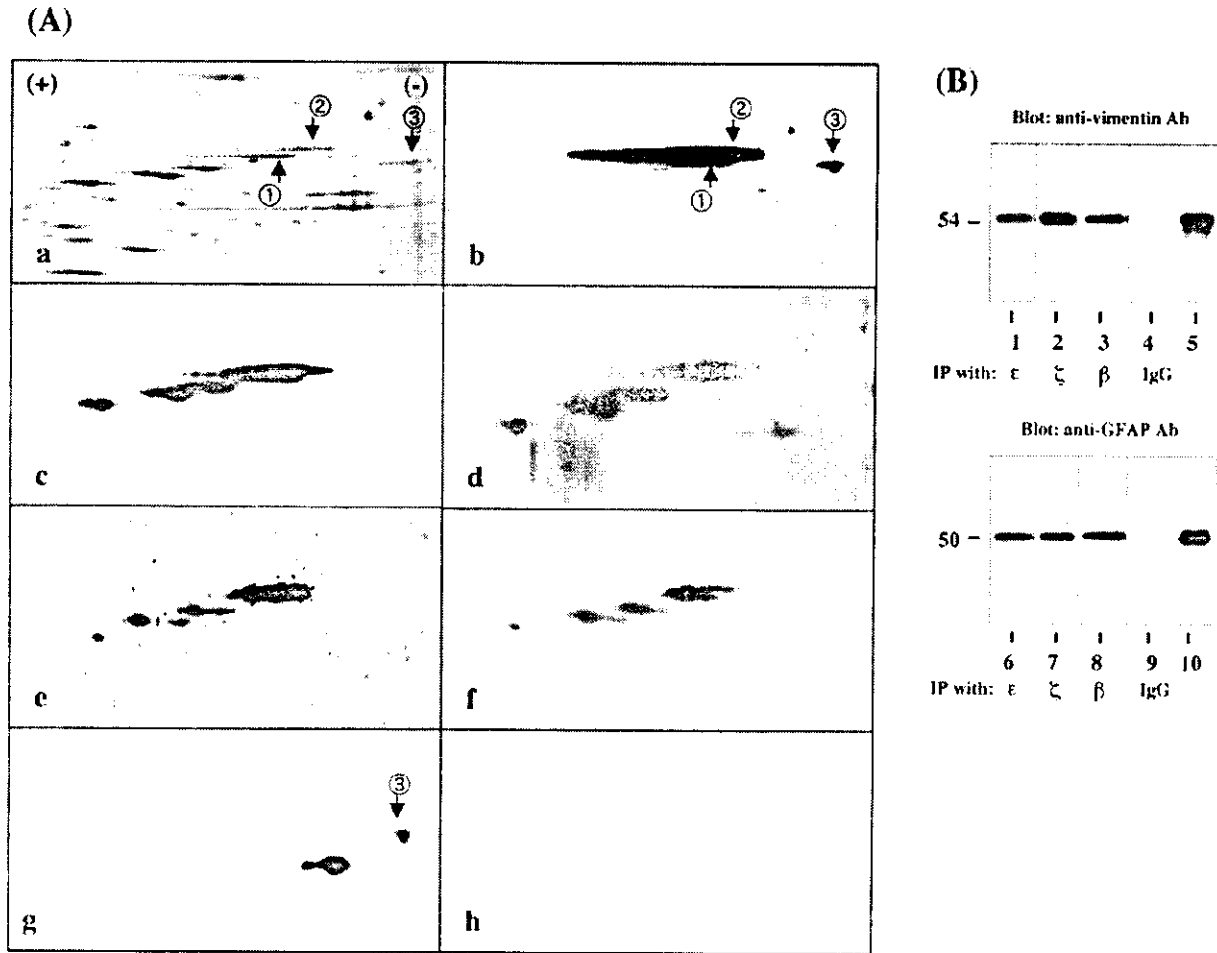 (A)
(+) (-)
② ③
①
a
② ③
①
b
c
d
e
f
③
g
h
(B)
Blot: anti-vimentin Ab
54 –
1 2 3 4 5
IP with: ε ζ β IgG
Blot: anti-GFAP Ab
50 –
6 7 8 9 10
IP with: ε ζ β IgG